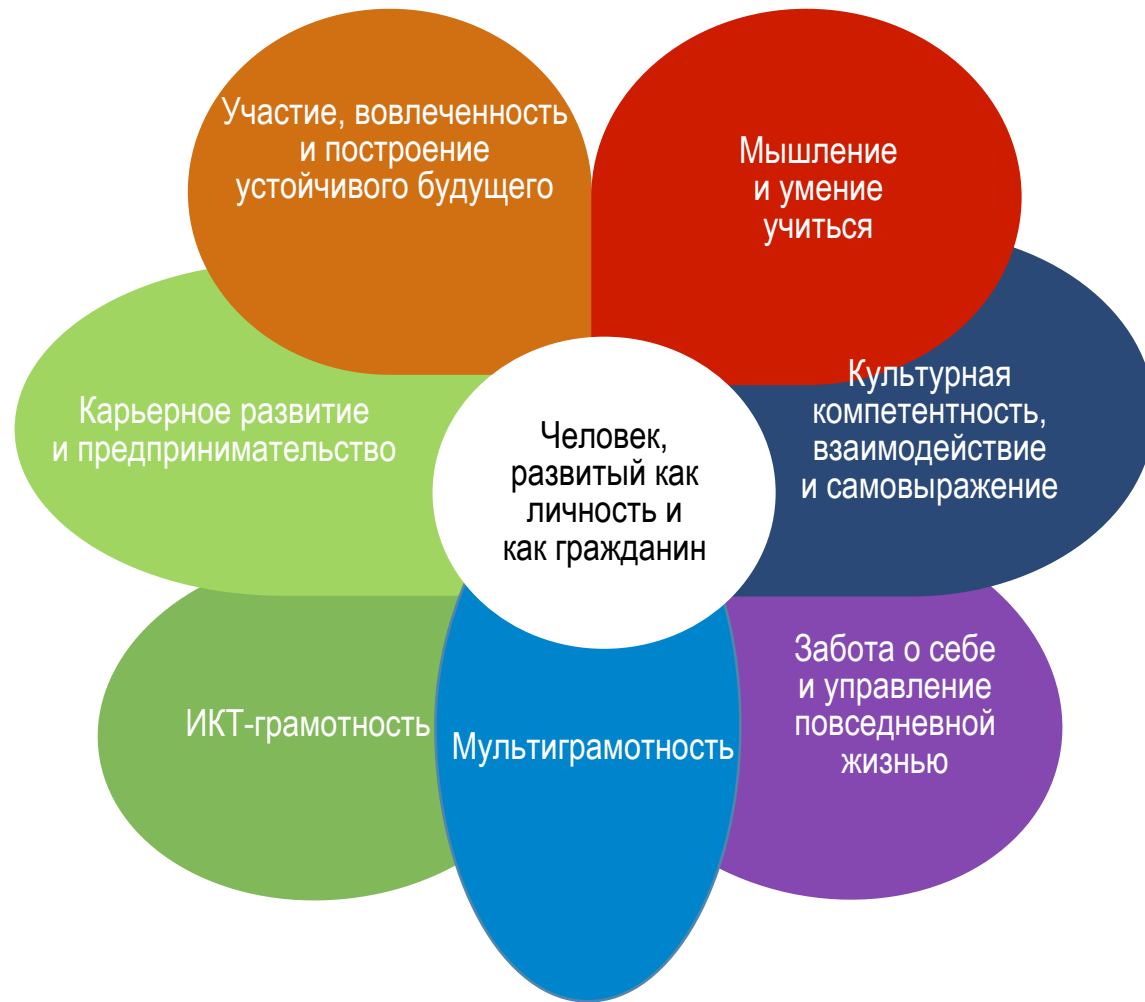 Участие, вовлеченность
и построение
устойчивого будущего
Мышление
и умение
учиться
Карьерное развитие
и предпринимательство
Человек,
развитый как
личность и
как гражданин
Культурная
компетентность,
взаимодействие
и самовыражение
ИКТ-грамотность
Мультиграмотность
Забота о себе
и управление
повседневной
жизнью